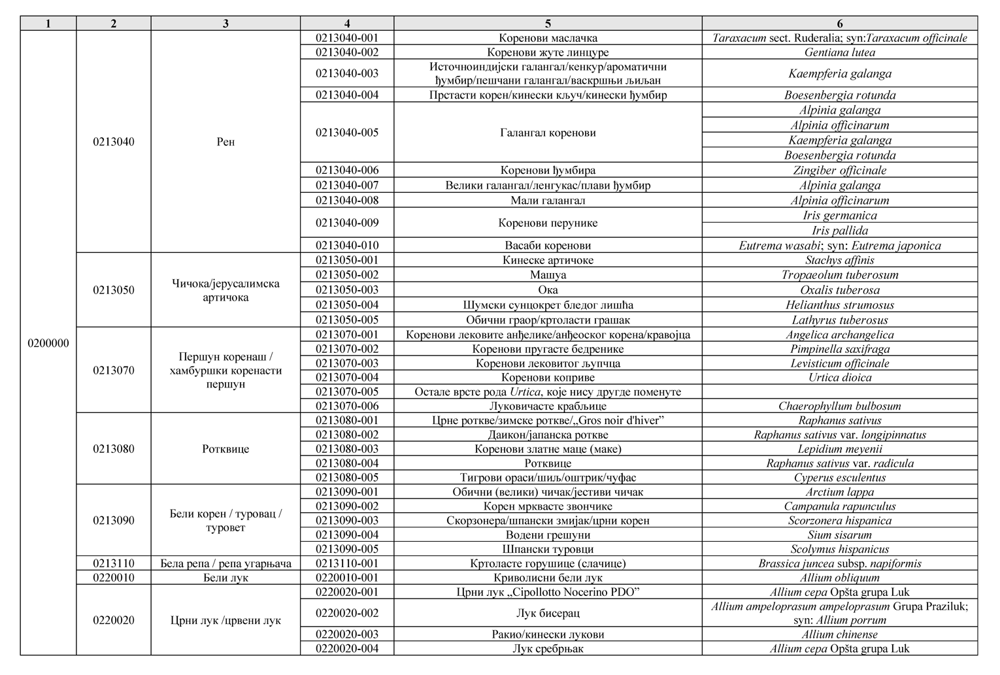 1 2 3 4 5 6
0200000 0213040 Рен 0213040-001 Коренови маслачка Taraxacum sect. Ruderalia; syn:Taraxacum officinale
0213040-002 Коренови жуте линцуре Gentiana lutea
0213040-003 Источноиндијски галангал/кенкур/ароматични
ђумбир/пешчани галангал/васкршњи љиљан Kaempferia galanga
0213040-004 Прстасти корен/кинески кључ/кинески ђумбир Boesenbergia rotunda
0213040-005 Галангал коренови Alpinia galanga
Alpinia officinarum
Kaempferia galanga
Boesenbergia rotunda
0213040-006 Коренови ђумбира Zingiber officinale
0213040-007 Велики галангал/ленгукас/плави ђумбир Alpinia galanga
0213040-008 Мали галангал Alpinia officinarum
0213040-009 Коренови перунике Iris germanica
Iris pallida
0213040-010 Васаби коренови Eutrema wasabi; syn: Eutrema japonica
0213050 Чичока/јерусалимска
артичока 0213050-001 Кинеске артичоке Stachys affinis
0213050-002 Машуа Tropaeolum tuberosum
0213050-003 Ока Oxalis tuberosa
0213050-004 Шумски сунцокрет бледог лишћа Helianthus strumosus
0213050-005 Обични граор/кртоласти грашак Lathyrus tuberosus
0213070 Першун коренаш /
хамбуршки коренасти
першун 0213070-001 Коренови лековите анђелике/анђеоског корена/кравојца Angelica archangelica
0213070-002 Коренови пругасте бедренике Pimpinella saxifraga
0213070-003 Коренови лековитог љупчца Levisticum officinale
0213070-004 Коренови коприве Urtica dioica
0213070-005 Остале врсте рода Urtica, које нису другде поменуте
0213070-006 Луковичасте крабљице Chaerophyllum bulbosum
0213080 Ротквице 0213080-001 Црне роткве/зимске роткве/„Gros noir d'hiver” Raphanus sativus
0213080-002 Даикон/јапанска роткве Raphanus sativus var. longipinnatus
0213080-003 Коренови златне маце (маке) Lepidium meyenii
0213080-004 Ротквице Raphanus sativus var. radicula
0213080-005 Тигрови ораси/шиљ/оштрик/чуфас Cyperus esculentus
0213090 Бели корен / туровац /
туровет 0213090-001 Обични (велики) чичак/јестиви чичак Arctium lappa
0213090-002 Корен мрквасте звончике Campanula rapunculus
0213090-003 Скорзонера/шпански змијак/црни корен Scorzonera hispanica
0213090-004 Водени грешуни Sium sisarum
0213090-005 Шпански туровци Scolymus hispanicus
0213110 Бела репа / репа угарњача 0213110-001 Кртоласте горушице (слачице) Brassica juncea subsp. napiformis
0220010 Бели лук 0220010-001 Криволисни бели лук Allium obliquum
0220020 Црни лук /црвени лук 0220020-001 Црни лук „Cipollotto Nocerino PDO” Allium cepa Opšta grupa Luk
0220020-002 Лук бисерац Allium ampeloprasum ampeloprasum Grupa Praziluk;
syn: Allium porrum
0220020-003 Ракио/кинески лукови Allium chinense
0220020-004 Лук сребрњак Allium cepa Opšta grupa Luk